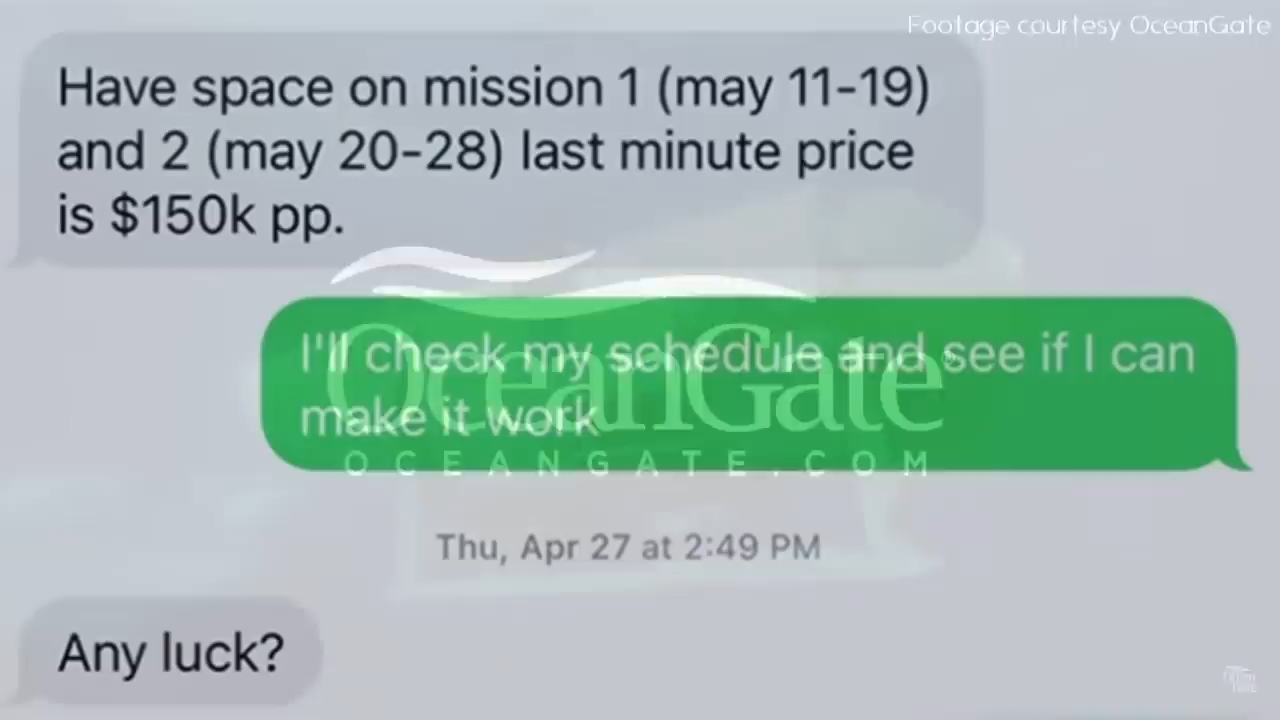 Footage courtesy OceanGate
Have space on mission 1 (may 11-19)
and 2 (may 20-28) last minute price
is $150k pp.
I'll check my schedule and see if I can
make it work
OceanGate®
OCEANGATE.COM
Thu, Apr 27 at 2:49 PM
Any luck?